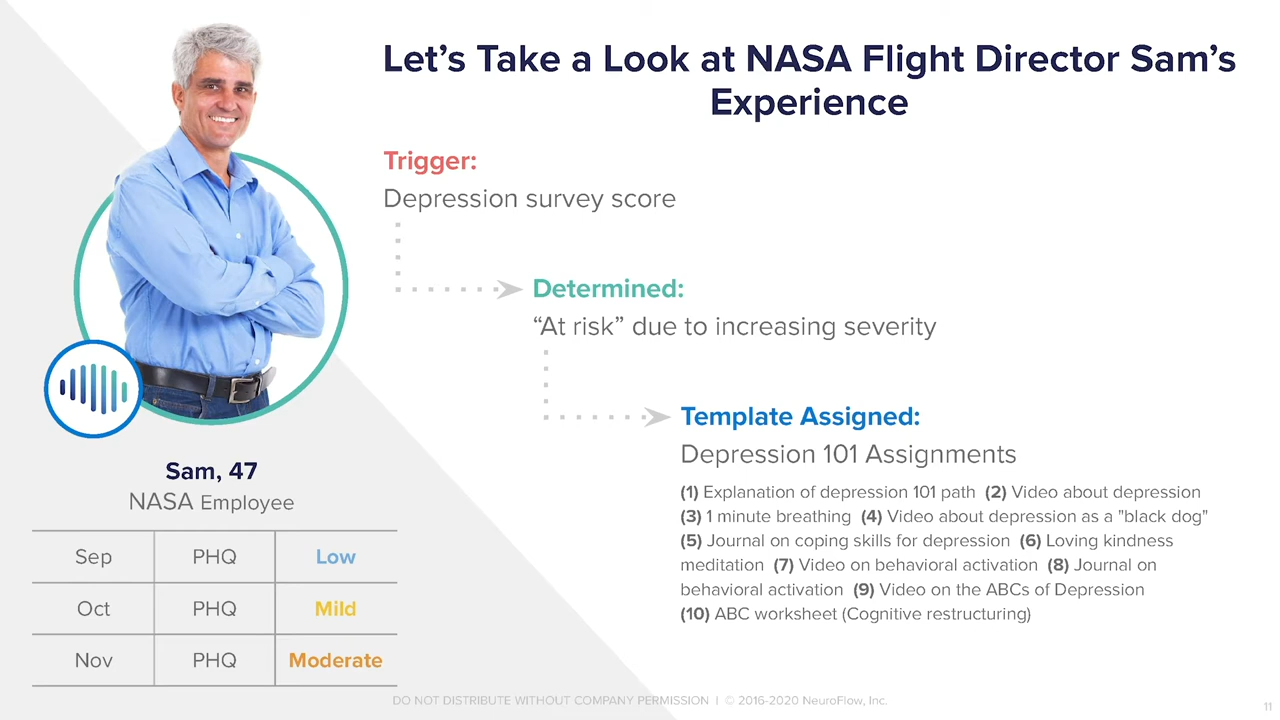 Let’s Take a Look at NASA Flight Director Sam’s
Experience
Trigger:
Depression survey score
Determined:
“At risk” due to increasing severity
Template Assigned:
Depression 101 Assignments
(1) Explanation of depression 101 path (2) Video about depression
(3) 1 minute breathing (4) Video about depression as a "black dog"
(5) Journal on coping skills for depression (6) Loving kindness
meditation (7) Video on behavioral activation (8) Journal on
behavioral activation (9) Video on the ABCs of Depression
(10) ABC worksheet (Cognitive restructuring)
Sam, 47
NASA Employee
Sep PHQ Low
Oct PHQ Mild
Nov PHQ Moderate
DO NOT DISTRIBUTE WITHOUT COMPANY PERMISSION | © 2016-2020 NeuroFlow, Inc.
11